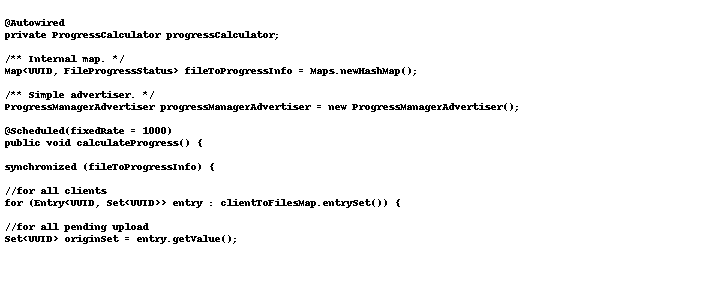 @Autowired
private ProgressCalculator progressCalculator;
/** Internal map. */
Map<UUID, FileProgressStatus> fileToProgressInfo = Maps.newHashMap();
/** Simple advertiser. */
ProgressManagerAdvertiser progressManagerAdvertiser = new ProgressManagerAdvertiser();
@Scheduled(fixedRate = 1000)
public void calculateProgress() {
synchronized (fileToProgressInfo) {
//for all clients
for (Entry<UUID, Set<UUID>> entry : clientToFilesMap.entrySet()) {
//for all pending upload
Set<UUID> originSet = entry.getValue();